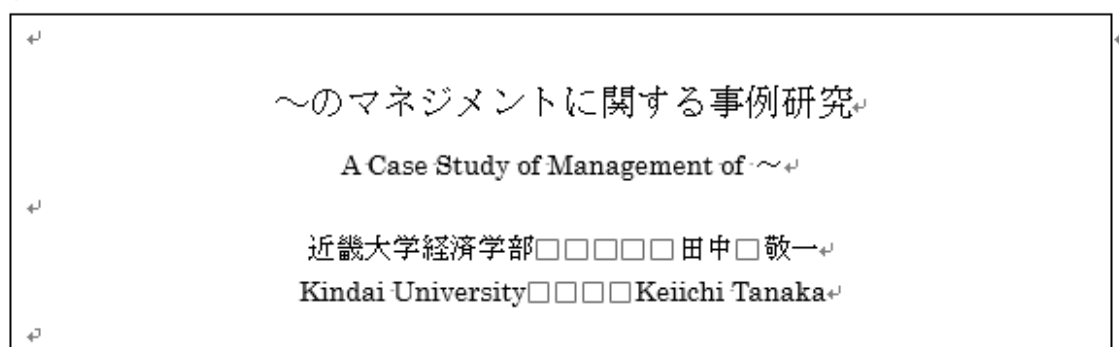 ～のマネジメントに関する事例研究
A Case Study of Management of ～
近畿大学経済学部□□□□□田中□敬一
Kindai University□□□□Keiichi Tanaka